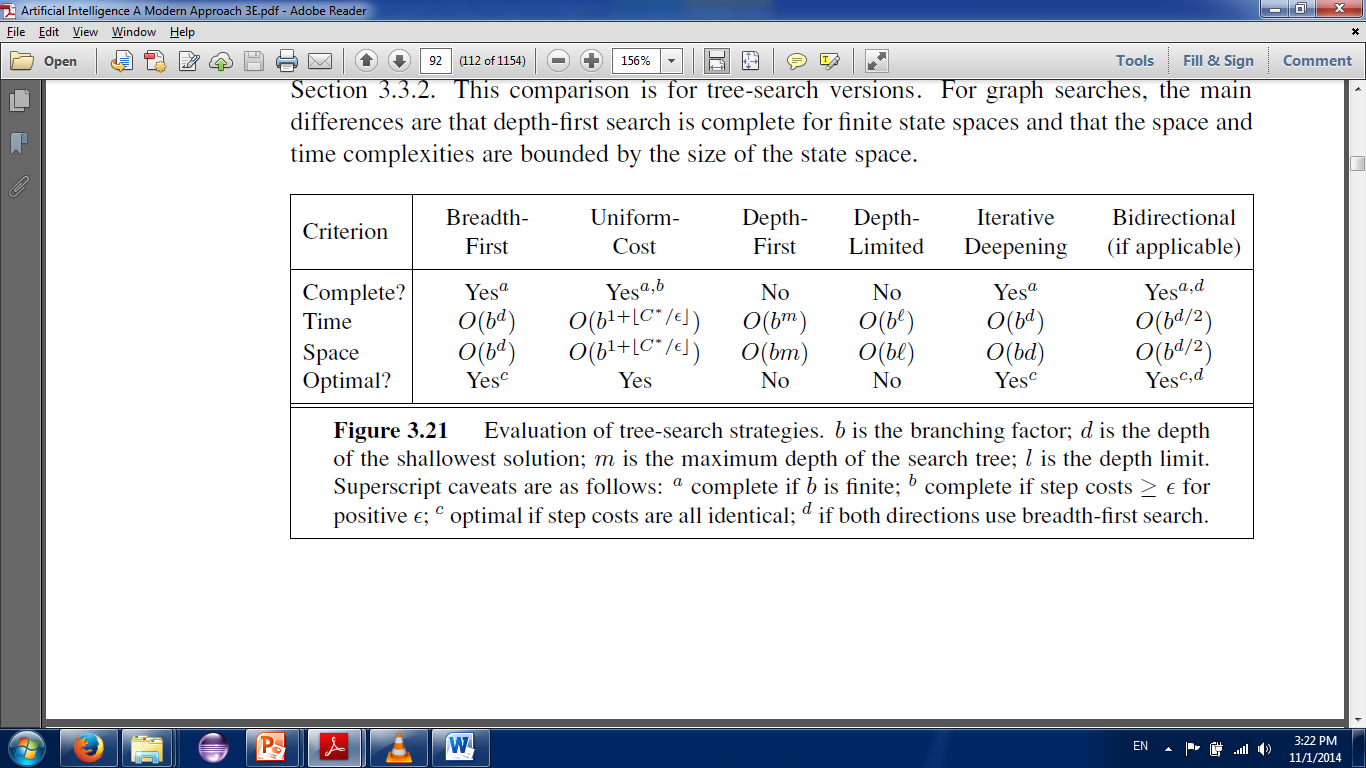 Artificial Intelligence A Modern Approach 3E.pdf - Adobe Reader
File Edit View Window Help
Open 92 (112 of 1154) 156% Tools Fill & Sign Comment
Section 3.3.2. This comparison is for tree-search versions. For graph searches, the main
differences are that depth-first search is complete for finite state spaces and that the space and
time complexities are bounded by the size of the state space.
Criterion Breadth-First Uniform-Cost Depth-First Depth-Limited Iterative Deepening Bidirectional (if applicable)
Complete? Yesᵃ Yesᵃ,ᵇ No No Yesᵃ Yesᵃ,ᵈ
Time O(b^d) O(b^{1+⌊C*/ϵ⌋}) O(b^m) O(b^ℓ) O(b^d) O(b^{d/2})
Space O(b^d) O(b^{1+⌊C*/ϵ⌋}) O(bm) O(bℓ) O(bd) O(b^{d/2})
Optimal? Yesᶜ Yes No No Yesᶜ Yesᶜ,ᵈ
Figure 3.21 Evaluation of tree-search strategies. b is the branching factor; d is the depth
of the shallowest solution; m is the maximum depth of the search tree; l is the depth limit.
Superscript caveats are as follows: ᵃ complete if b is finite; ᵇ complete if step costs ≥ ϵ for
positive ϵ; ᶜ optimal if step costs are all identical; ᵈ if both directions use breadth-first search.
EN
3:22 PM
11/1/2014